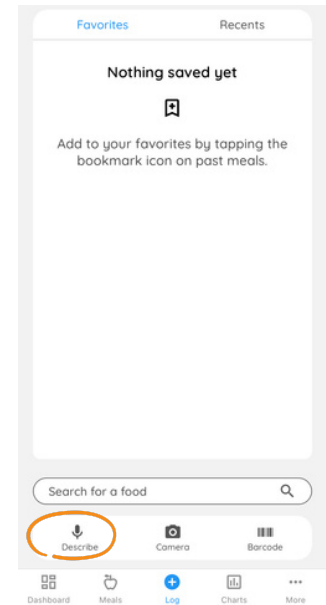 Favorites Recents
Nothing saved yet
Add to your favorites by tapping the
bookmark icon on past meals.
Search for a food
Describe Camera Barcode
Dashboard Meals Log Charts More